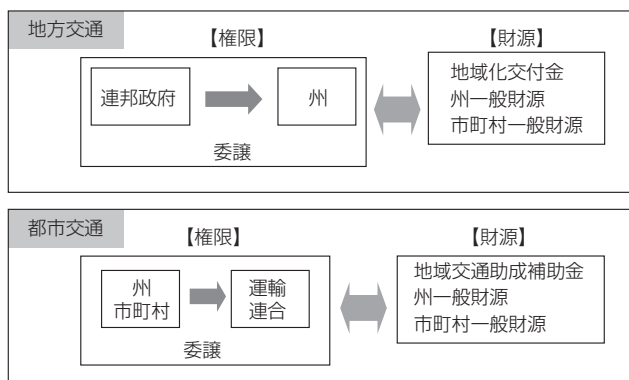 地方交通
【権限】
【財源】
連邦政府
州
委譲
地域化交付金
州一般財源
市町村一般財源
都市交通
【権限】
【財源】
州
市町村
運輸
連合
委譲
地域交通助成補助金
州一般財源
市町村一般財源